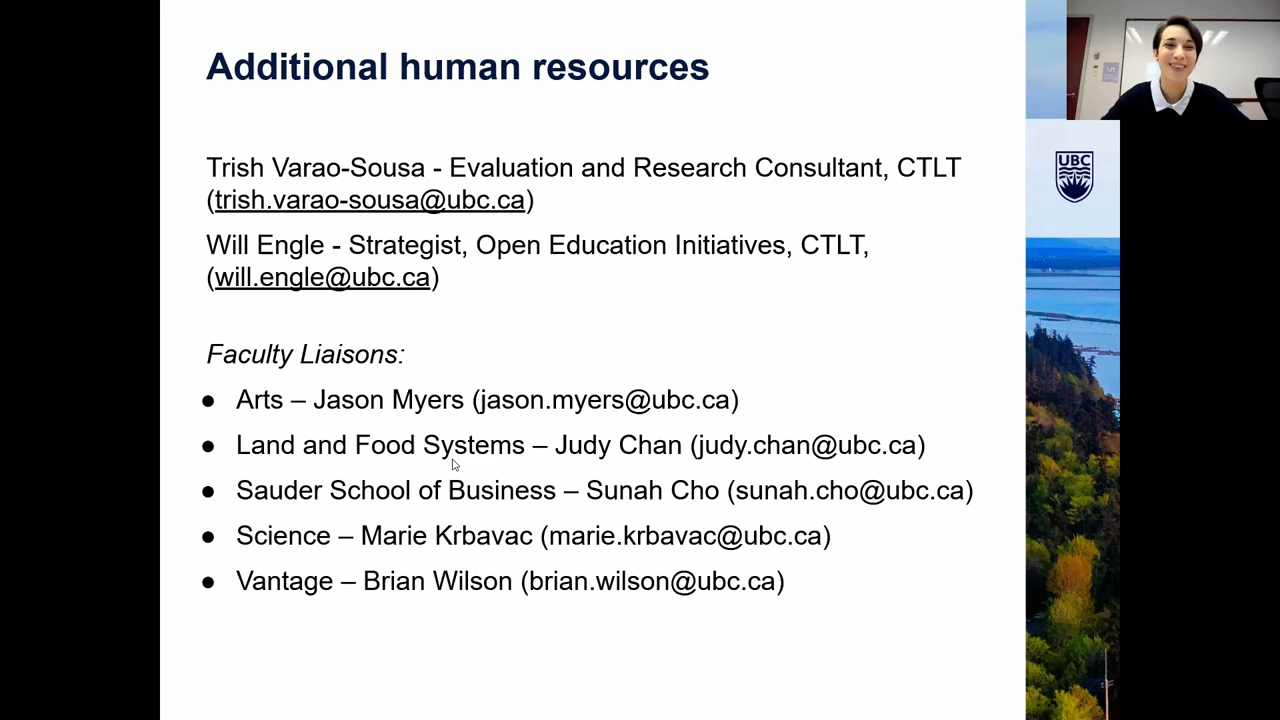 Additional human resources
Trish Varao-Sousa - Evaluation and Research Consultant, CTLT
(trish.varao-sousa@ubc.ca)
Will Engle - Strategist, Open Education Initiatives, CTLT,
(will.engle@ubc.ca)
Faculty Liaisons:
● Arts – Jason Myers (jason.myers@ubc.ca)
● Land and Food Systems – Judy Chan (judy.chan@ubc.ca)
● Sauder School of Business – Sunah Cho (sunah.cho@ubc.ca)
● Science – Marie Krbavac (marie.krbavac@ubc.ca)
● Vantage – Brian Wilson (brian.wilson@ubc.ca)
UBC